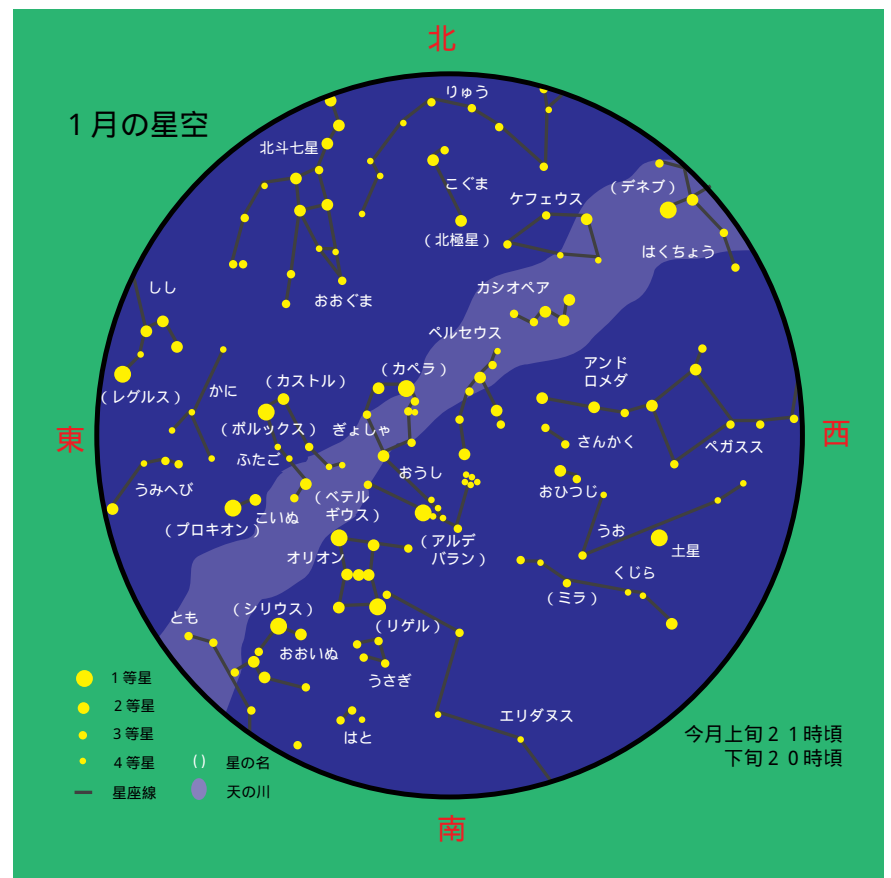 北
１月の星空
りゅう
北斗七星
こぐま
（デネブ）
ケフェウス
（北極星）
はくちょう
しし
おおぐま
カシオペア
ペルセウス
（カペラ）
アンド
ロメダ
（カストル）
かに
（レグルス）
（ポルックス）
ぎょしゃ
東
西
さんかく
ペガスス
ふたご
おうし
うみへび
おひつじ
（ベテル
ギウス）
こいぬ
（プロキオン）
うお
（アルデ
バラン）
オリオン
土星
くじら
（ミラ）
（シリウス）
とも
（リゲル）
おおいぬ
うさぎ
エリダヌス
はと
１等星
２等星
３等星
４等星
星座線
（） 星の名
天の川
今月上旬２１時頃
下旬２０時頃
南